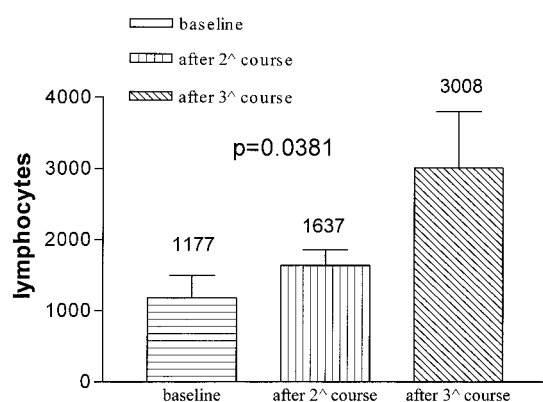 baseline
after 2^ course
after 3^ course
3008
4000
p=0.0381
3000
1637
1177
2000
1000
0
lymphocytes
baseline
after 2^ course
after 3^ course